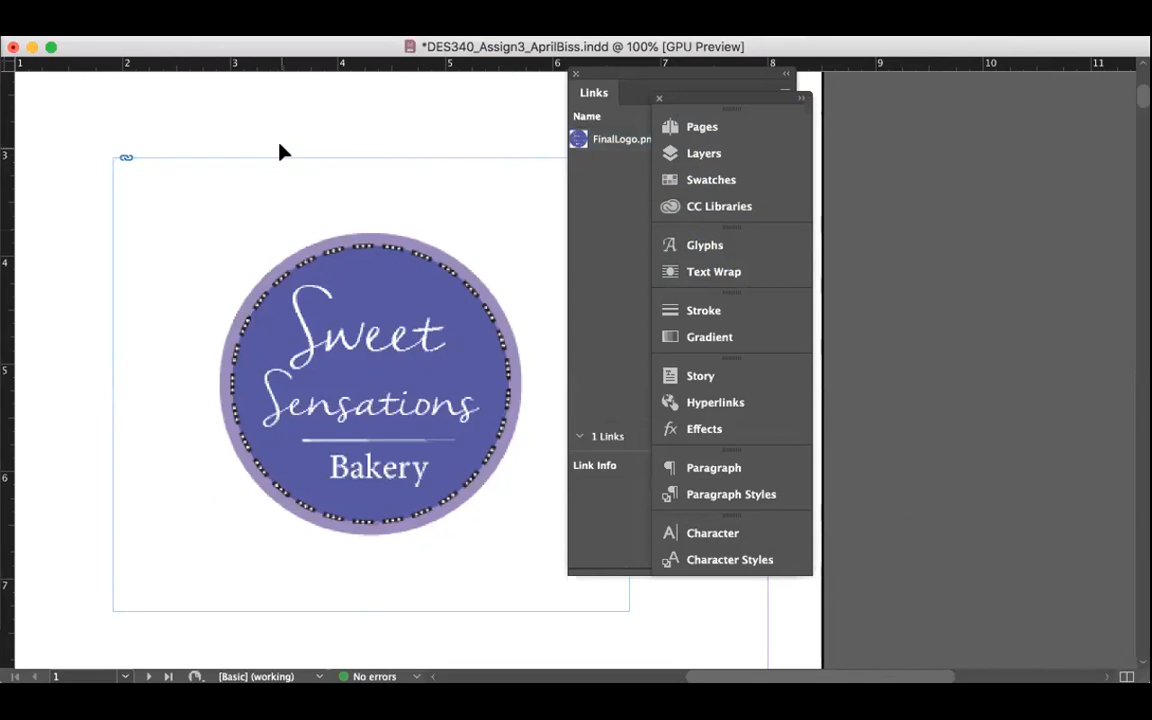 *DES340_Assign3_AprilBiss.indd @ 100% [GPU Preview]
1 2 3 4 5 6 7 8 9 10 11
Links
Name
FinalLogo.pn
1 Links
Link Info
Pages
Layers
Swatches
CC Libraries
Glyphs
Text Wrap
Stroke
Gradient
Story
Hyperlinks
fx Effects
Paragraph
Paragraph Styles
Character
Character Styles
3
4
5
6
7
Sweet
Sensations
Bakery
1 [Basic] (working) No errors